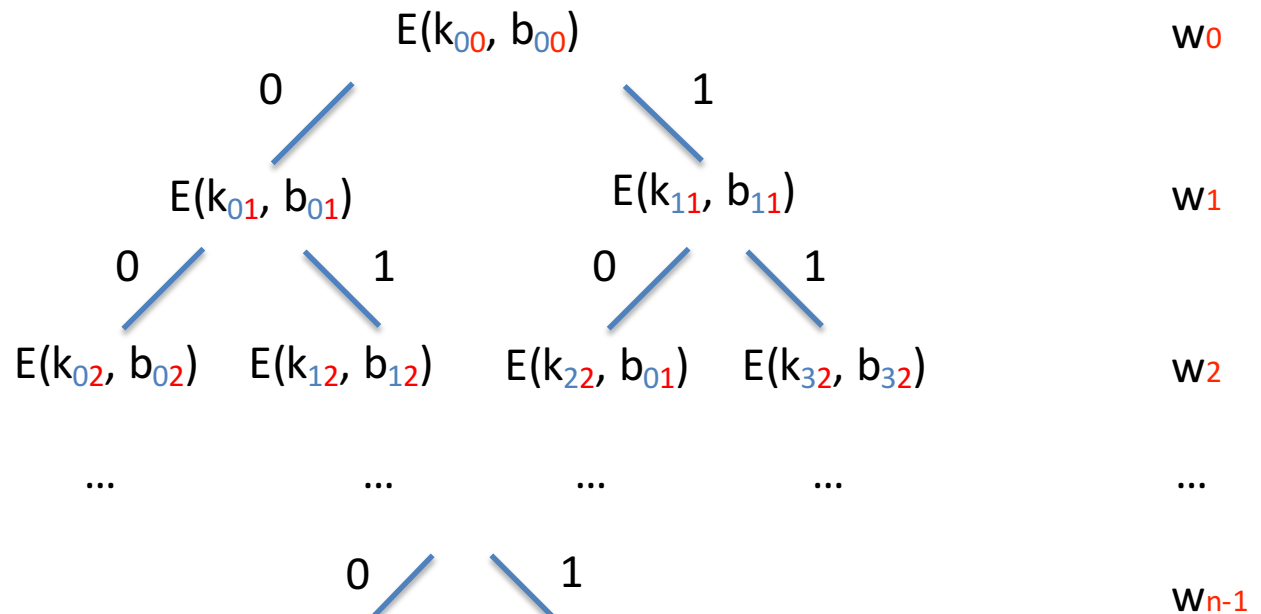 E(k₀₀, b₀₀) w₀
0 1
E(k₀₁, b₀₁) E(k₁₁, b₁₁) w₁
0 1 0 1
E(k₀₂, b₀₂) E(k₁₂, b₁₂) E(k₂₂, b₀₁) E(k₃₂, b₃₂) w₂
... ... ... ... ...
0 1
wₙ₋₁